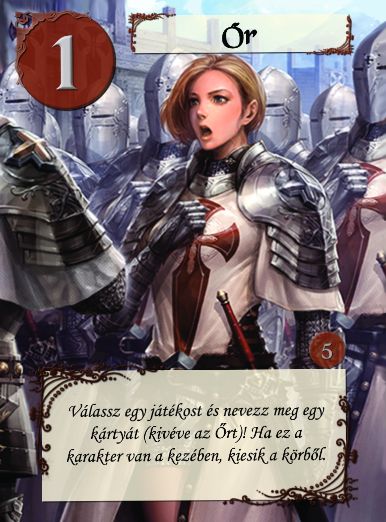 1
Őr
5
Válassz egy játékost és nevezz meg egy
kártyát (kivéve az Őrt)! Ha ez a
karakter van a kezében, kiesik a körből.